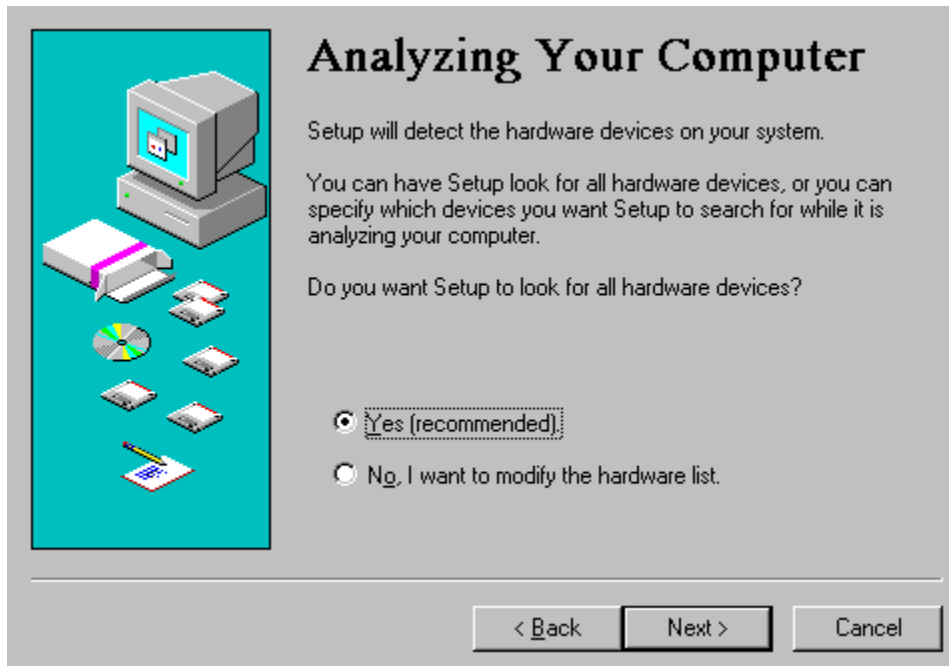 Analyzing Your Computer
Setup will detect the hardware devices on your system.
You can have Setup look for all hardware devices, or you can
specify which devices you want Setup to search for while it is
analyzing your computer.
Do you want Setup to look for all hardware devices?
Yes (recommended).
No, I want to modify the hardware list.
< Back
Next >
Cancel